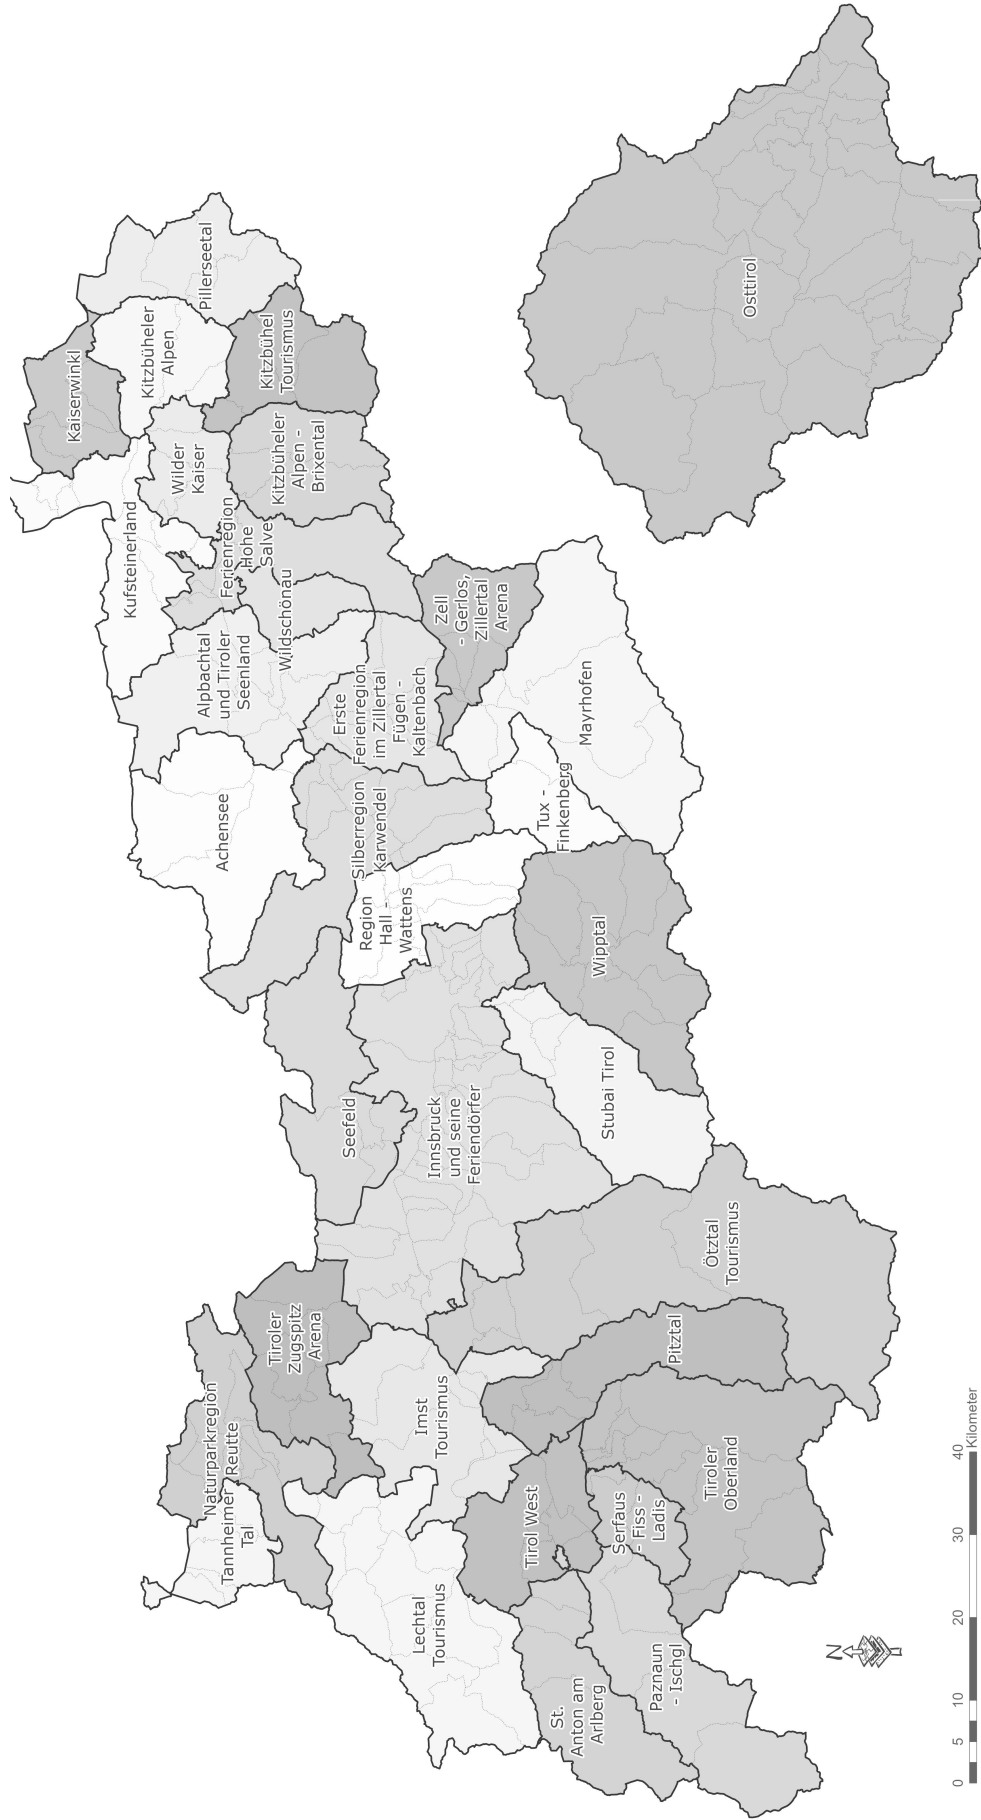 Kaiserwinkl
Pillerseetal
Kitzbüheler
Alpen
Kitzbühel
Tourismus
Kufsteinerland
Wilder
Kaiser
Kitzbüheler
Alpen -
Brixental
Ferienregion
Hohe
Salve
Wildschönau
Alpbachtal
und Tiroler
Seenland
Erste
Ferienregion
im Zillertal
Fügen -
Kaltenbach
Zell
- Gerlos,
Zillertal
Arena
Mayrhofen
Tux -
Finkenberg
Achensee
Silberregion
Karwendel
Region
Hall -
Wattens
Wipptal
Osttirol
Seefeld
Innsbruck
und seine
Feriendörfer
Stubai Tirol
Ötztal
Tourismus
Pitztal
Tiroler
Zugspitz
Arena
Imst
Tourismus
Naturparkregion
Reutte
Tannheimer
Tal
Lechtal
Tourismus
Tirol West
Serfaus
- Fiss -
Ladis
Tiroler
Oberland
St.
Anton am
Arlberg
Paznaun
- Ischgl
N
0 5 10 20 30 40
Kilometer